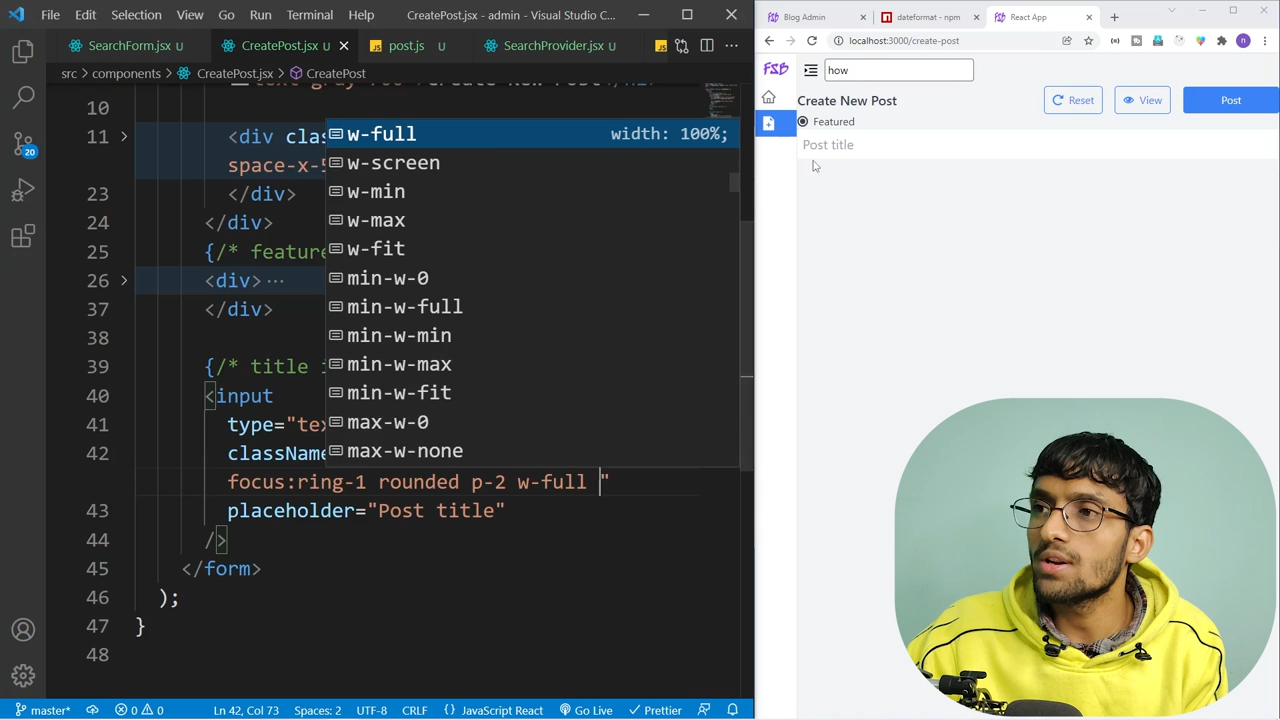 File Edit Selection View Go Run Terminal Help CreatePost.jsx - admin - Visual Studio C...
SearchForm.jsx CreatePost.jsx post.js SearchProvider.jsx JS
src > components > CreatePost.jsx > CreatePost
10
11 <div clas
space-x-5
23 </div>
24 </div>
25 {/* feature
26 <div>···
37 </div>
38
39 {/* title i
40 <input
41 type="tex
42 className
focus:ring-1 rounded p-2 w-full "
43 placeholder="Post title"
44 />
45 </form>
46 );
47 }
48
w-full width: 100%;
w-screen
w-min
w-max
w-fit
min-w-0
min-w-full
min-w-min
min-w-max
min-w-fit
max-w-0
max-w-none
20
master* 0 0 Ln 42, Col 73 Spaces: 2 UTF-8 CRLF JavaScript React Go Live Prettier
Blog Admin dateformat - npm React App
localhost:3000/create-post
n
FSB how
Create New Post Reset View Post
Featured
Post title